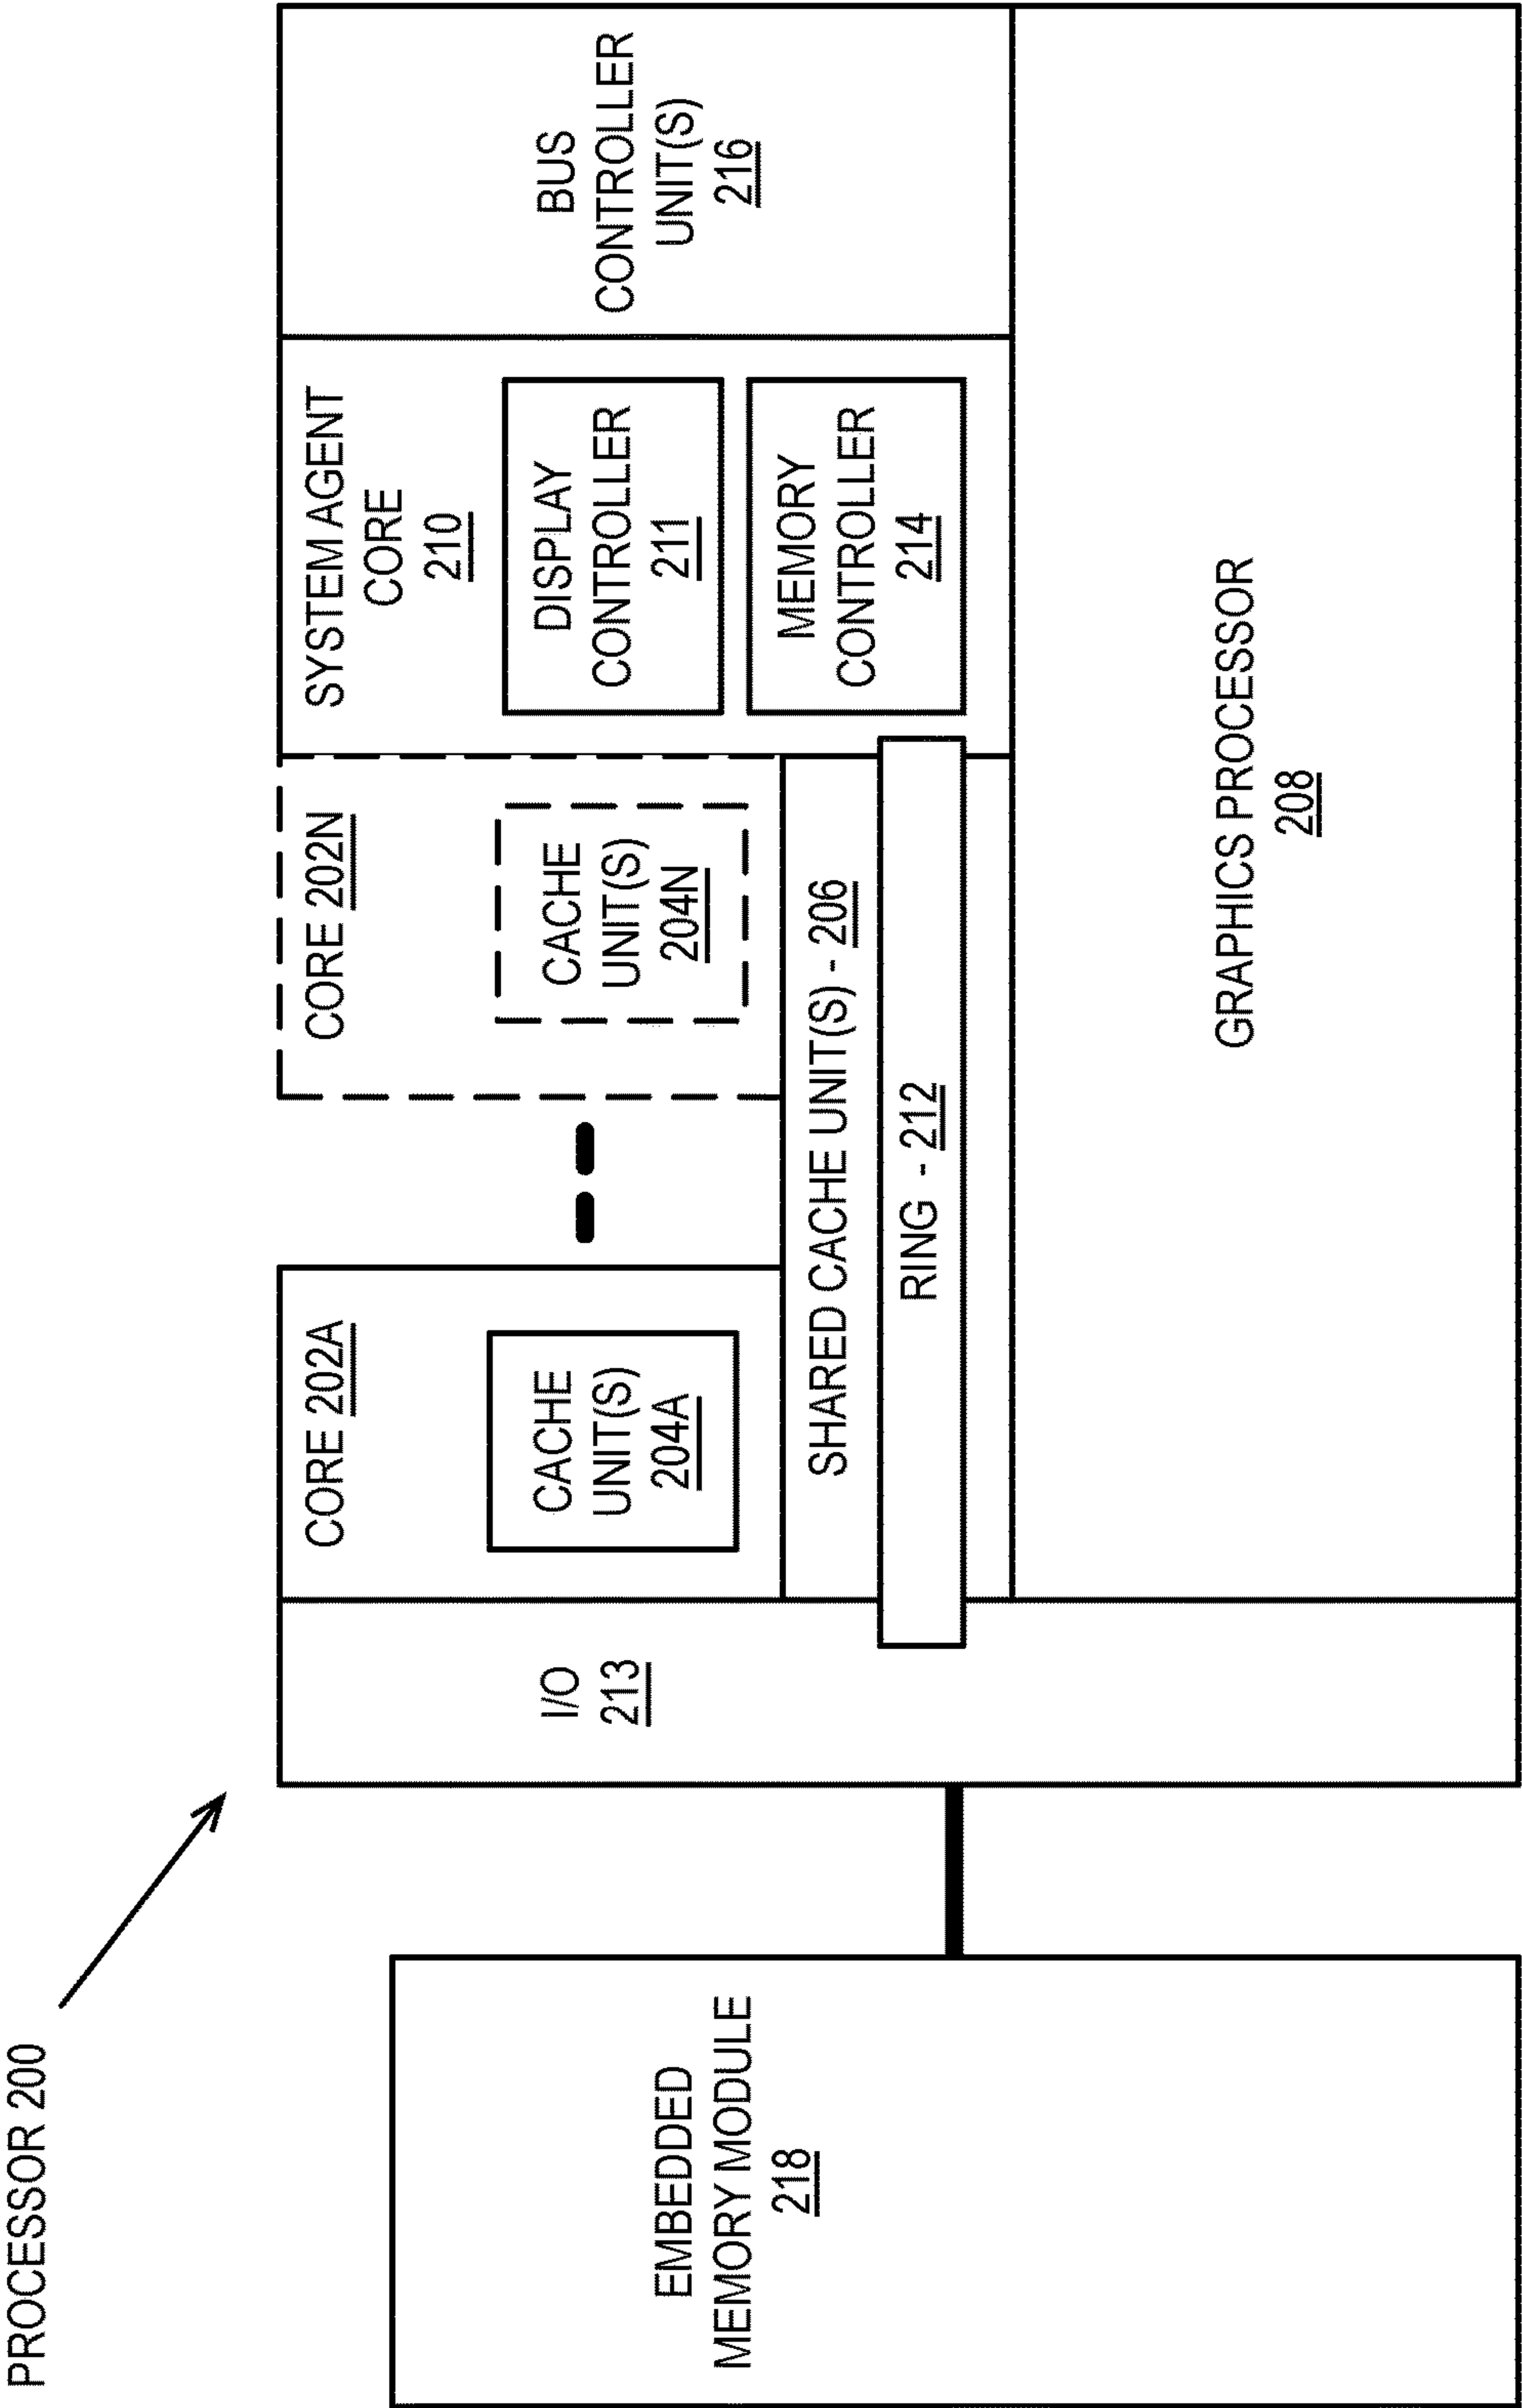 PROCESSOR 200
EMBEDDED
MEMORY MODULE
218
I/O
213
CORE 202A
CACHE
UNIT(S)
204A
CORE 202N
CACHE
UNIT(S)
204N
SHARED CACHE UNIT(S) - 206
RING - 212
SYSTEM AGENT
CORE
210
DISPLAY
CONTROLLER
211
MEMORY
CONTROLLER
214
BUS
CONTROLLER
UNIT(S)
216
GRAPHICS PROCESSOR
208